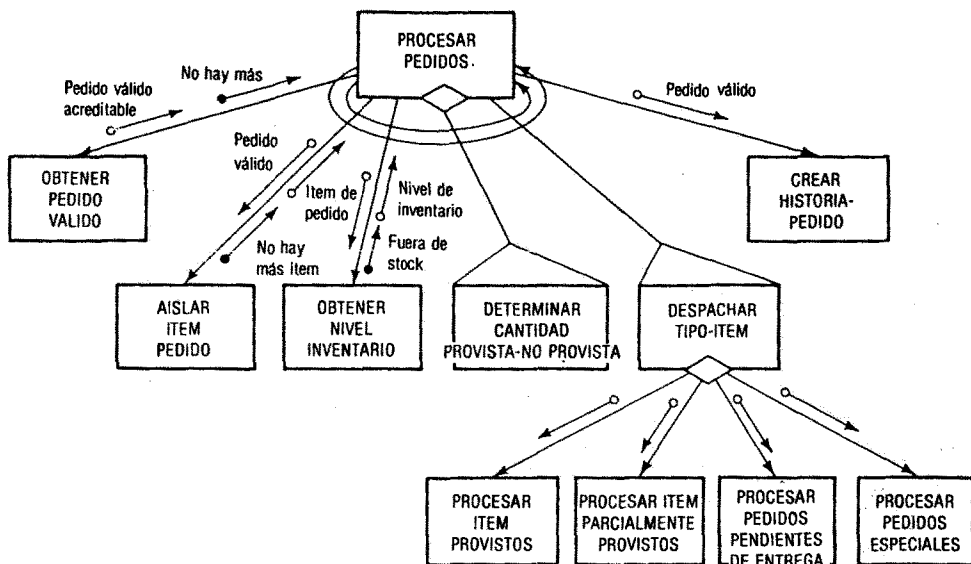 PROCESAR
PEDIDOS.
No hay más
Pedido válido
acreditable
Pedido válido
OBTENER
PEDIDO
VALIDO
CREAR
HISTORIA-
PEDIDO
Pedido
válido
Item de
pedido
Nivel de
inventario
No hay
más item
Fuera de
stock
AISLAR
ITEM
PEDIDO
OBTENER
NIVEL
INVENTARIO
DETERMINAR
CANTIDAD
PROVISTA-NO PROVISTA
DESPACHAR
TIPO-ITEM
PROCESAR
ITEM
PROVISTOS
PROCESAR ITEM
PARCIALMENTE
PROVISTOS
PROCESAR
PEDIDOS
PENDIENTES
DE ENTREGA
PROCESAR
PEDIDOS
ESPECIALES